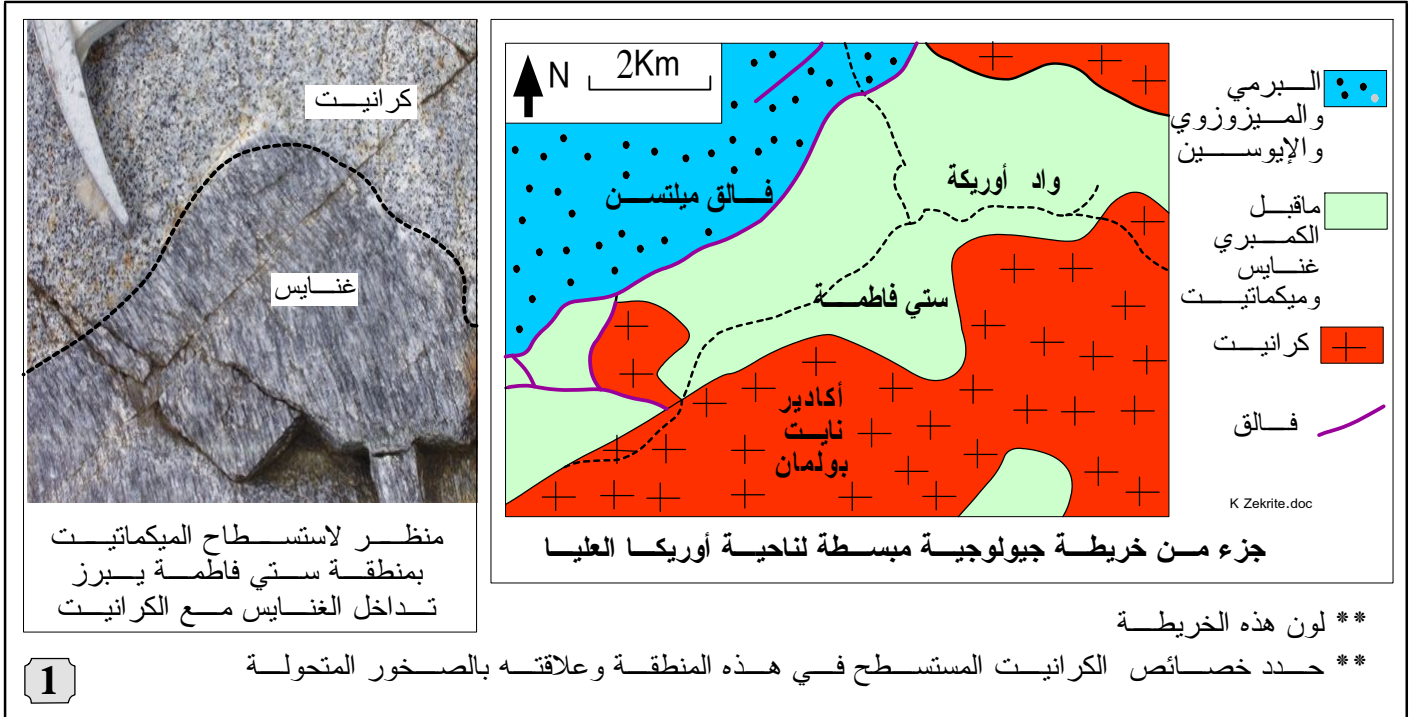 كرانيت
غنايس
منظر لاستسطاح الميكماتيت
بمنطقة ستي فاطمة يبرز
تداخل الغنايس مع الكرانيت
N
2Km
فالق ميلتسن
واد أوريكة
ستي فاطمة
أكادير
نايت
بولمان
البرمي
والميزوزوي
والإيوسين
ماقبل
الكمبري
غنايس
وميكماتيت
كرانيت
فالق
K Zekrite.doc
جزء من خريطة جيولوجية مبسطة لناحية أوريكا العليا
** لون هذه الخريطة
** حدد خصائص الكرانيت المستسطح في هذه المنطقة وعلاقته بالصخور المتحولة
1